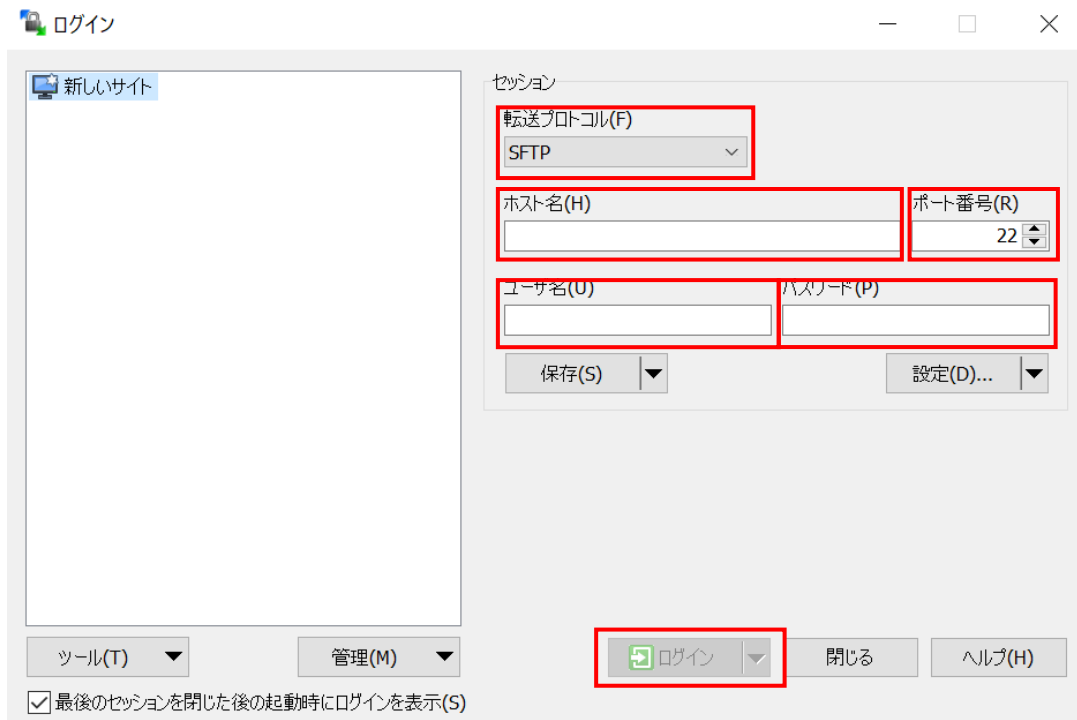 ログイン
新しいサイト
セッション
転送プロトコル(F)
SFTP
ホスト名(H)
ポート番号(R)
22
ユーザ名(U)
パスワード(P)
保存(S)
設定(D)...
ツール(T)
管理(M)
ログイン
閉じる
ヘルプ(H)
最後のセッションを閉じた後の起動時にログインを表示(S)